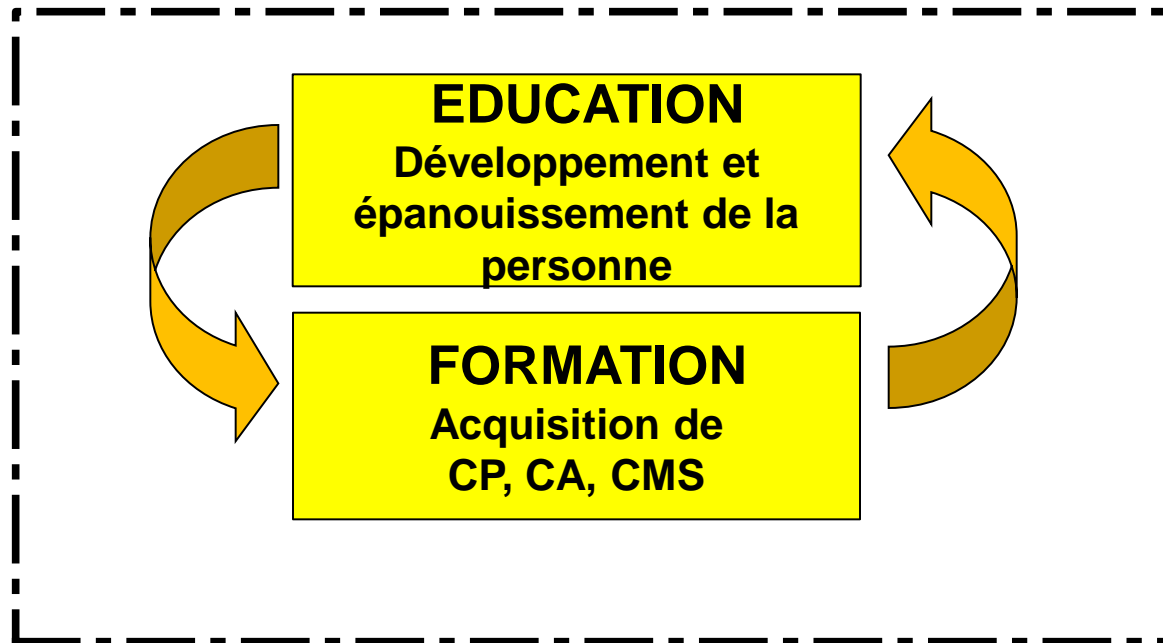 EDUCATION
Développement et
épanouissement de la
personne
FORMATION
Acquisition de
CP, CA, CMS